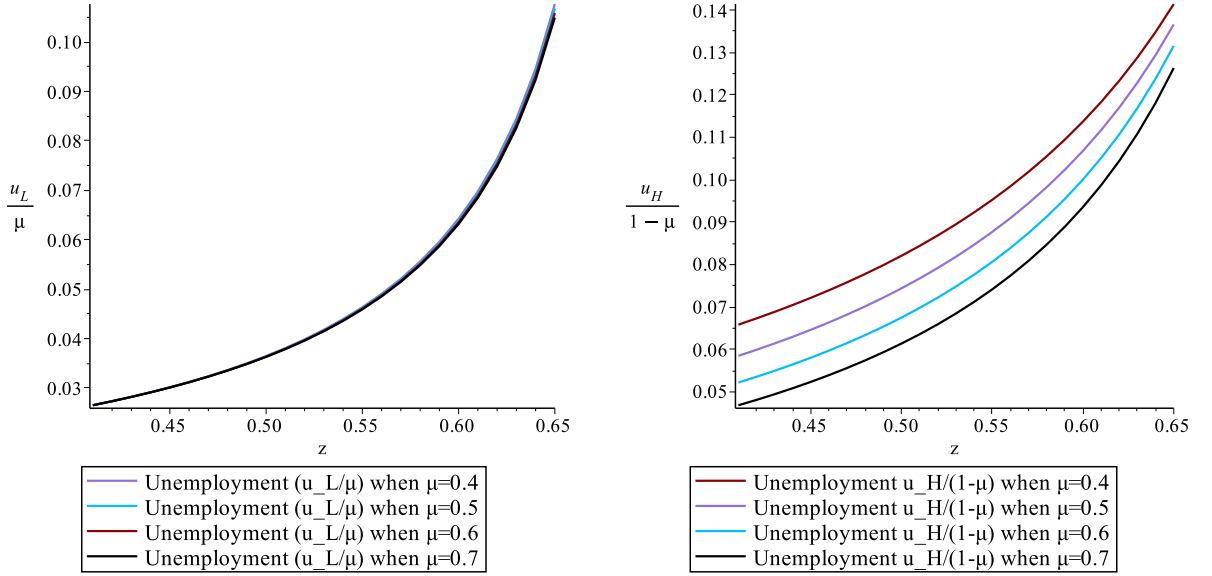 0.10
0.09
0.08
0.07
0.06
0.05
0.04
0.03
u_L
μ
0.45 0.50 0.55 0.60 0.65
z
Unemployment (u_L/μ) when μ=0.4
Unemployment (u_L/μ) when μ=0.5
Unemployment (u_L/μ) when μ=0.6
Unemployment (u_L/μ) when μ=0.7
0.14
0.13
0.12
0.11
0.10
0.09
0.08
0.07
0.06
0.05
u_H
1 − μ
0.45 0.50 0.55 0.60 0.65
z
Unemployment u_H/(1-μ) when μ=0.4
Unemployment u_H/(1-μ) when μ=0.5
Unemployment u_H/(1-μ) when μ=0.6
Unemployment u_H/(1-μ) when μ=0.7